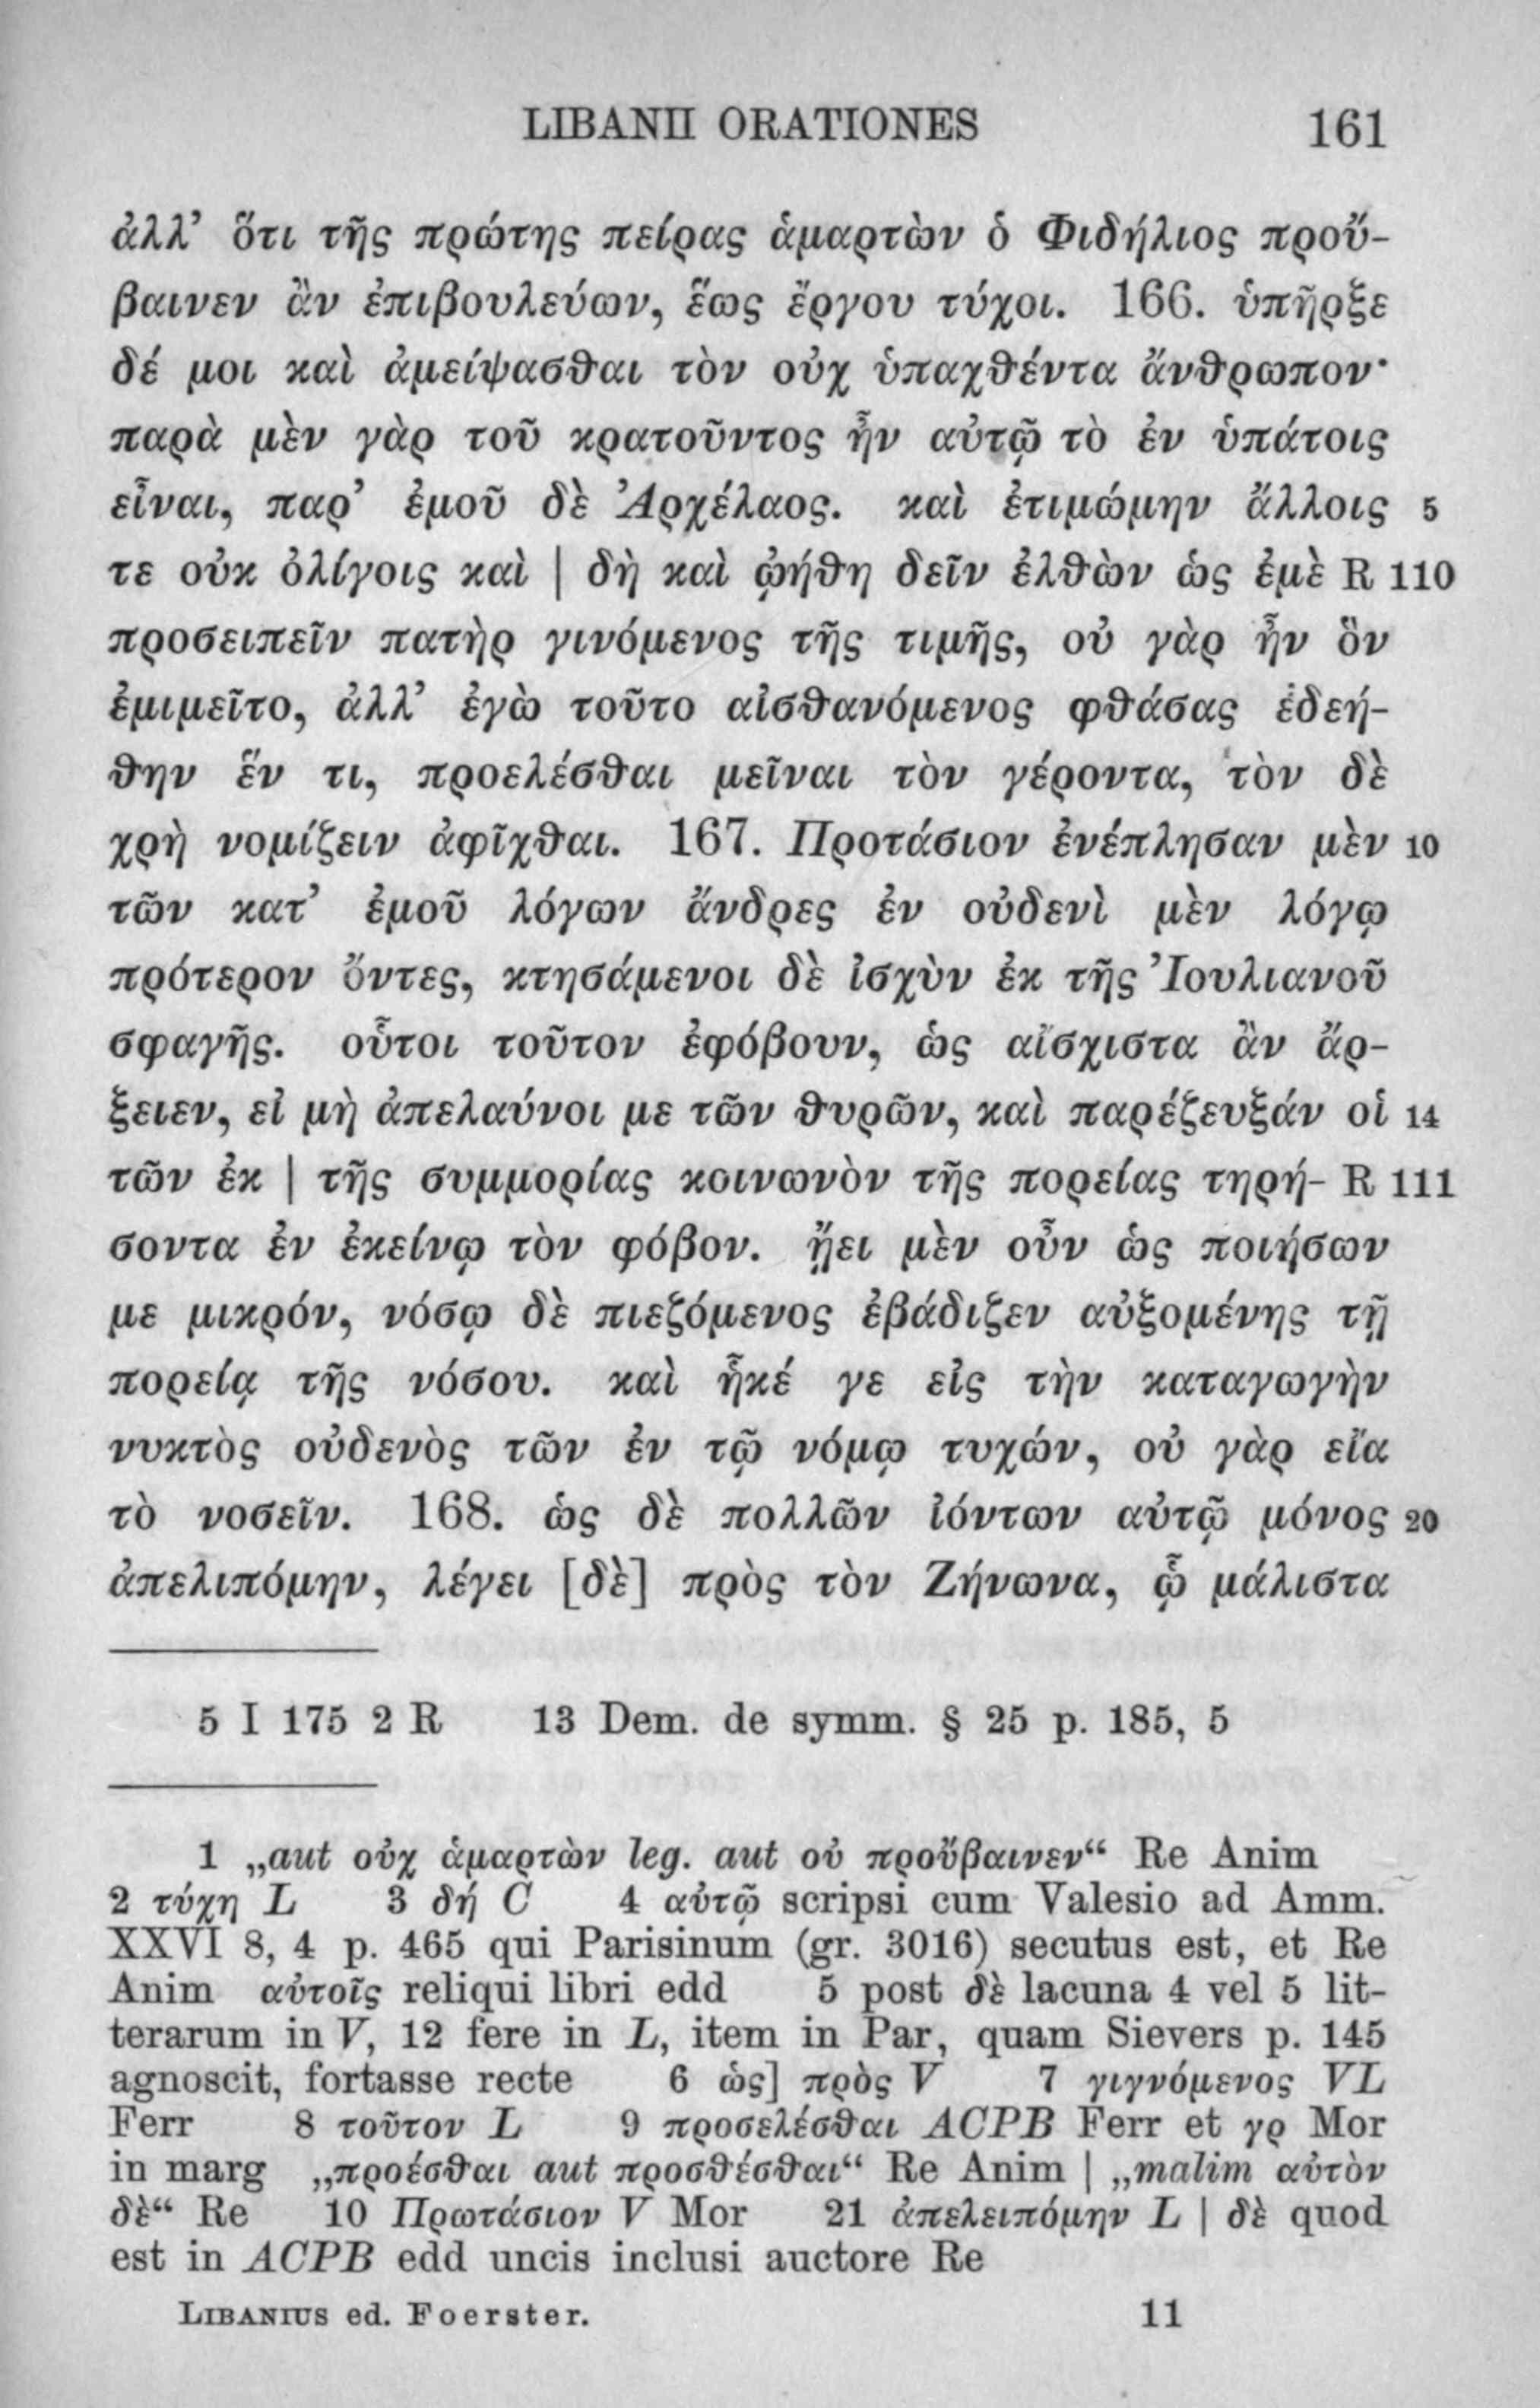 LIBANII ORATIONES 161
ἀλλ’ ὅτι τῆς πρώτης πείρας ἁμαρτὼν ὁ Φιδήλιος προὔ-
βαινεν ἂν ἐπιβουλεύων, ἕως ἔργου τύχοι. 166. ὑπῆρξε
δέ μοι καὶ ἀμείψασθαι τὸν οὐχ ὑπαχθέντα ἄνθρωπον·
παρὰ μὲν γὰρ τοῦ κρατοῦντος ἦν αὐτῷ τὸ ἐν ὑπάτοις
εἶναι, παρ’ ἐμοῦ δὲ Ἀρχέλαος. καὶ ἐτιμώμην ἄλλοις 5
τε οὐκ ὀλίγοις καὶ | δὴ καὶ ᾠήθη δεῖν ἐλθὼν ὡς ἐμὲ R 110
προσειπεῖν πατὴρ γινόμενος τῆς τιμῆς, οὐ γὰρ ἦν ὃν
ἐμιμεῖτο, ἀλλ’ ἐγὼ τοῦτο αἰσθανόμενος φθάσας ἐδεή-
θην ἕν τι, προελέσθαι μεῖναι τὸν γέροντα, τὸν δὲ
χρὴ νομίζειν ἀφῖχθαι. 167. Προτάσιον ἐνέπλησαν μὲν 10
τῶν κατ’ ἐμοῦ λόγων ἄνδρες ἐν οὐδενὶ μὲν λόγῳ
πρότερον ὄντες, κτησάμενοι δὲ ἰσχὺν ἐκ τῆς Ἰουλιανοῦ
σφαγῆς. οὗτοι τοῦτον ἐφόβουν, ὡς αἴσχιστα ἂν ἄρ-
ξειεν, εἰ μὴ ἀπελαύνοι με τῶν θυρῶν, καὶ παρέζευξάν οἱ 14
τῶν ἐκ | τῆς συμμορίας κοινωνὸν τῆς πορείας τηρή- R 111
σοντα ἐν ἐκείνῳ τὸν φόβον. ᾔει μὲν οὖν ὡς ποιήσων
με μικρόν, νόσῳ δὲ πιεζόμενος ἐβάδιζεν αὐξομένης τῇ
πορείᾳ τῆς νόσου. καὶ ἧκέ γε εἰς τὴν καταγωγὴν
νυκτὸς οὐδενὸς τῶν ἐν τῷ νόμῳ τυχών, οὐ γὰρ εἴα
τὸ νοσεῖν. 168. ὡς δὲ πολλῶν ἰόντων αὐτῷ μόνος 20
ἀπελιπόμην, λέγει [δὲ] πρὸς τὸν Ζήνωνα, ᾧ μάλιστα
5 I 175 2 R 13 Dem. de symm. § 25 p. 185, 5
1 „aut οὐχ ἁμαρτὼν leg. aut οὐ προὔβαινεν“ Re Anim
2 τύχη L 3 δή C 4 αὐτῷ scripsi cum Valesio ad Amm.
XXVI 8, 4 p. 465 qui Parisinum (gr. 3016) secutus est, et Re
Anim αὐτοῖς reliqui libri edd 5 post δὲ lacuna 4 vel 5 lit-
terarum in V, 12 fere in L, item in Par, quam Sievers p. 145
agnoscit, fortasse recte 6 ὡς] πρὸς V 7 γιγνόμενος VL
Ferr 8 τοῦτον L 9 προσελέσθαι ACPB Ferr et γρ Mor
in marg „προέσθαι aut προσθέσθαι“ Re Anim | „malim αὐτὸν
δὲ“ Re 10 Πρωτάσιον V Mor 21 ἀπελειπόμην L | δὲ quod
est in ACPB edd uncis inclusi auctore Re
LIBANIUS ed. Foerster. 11